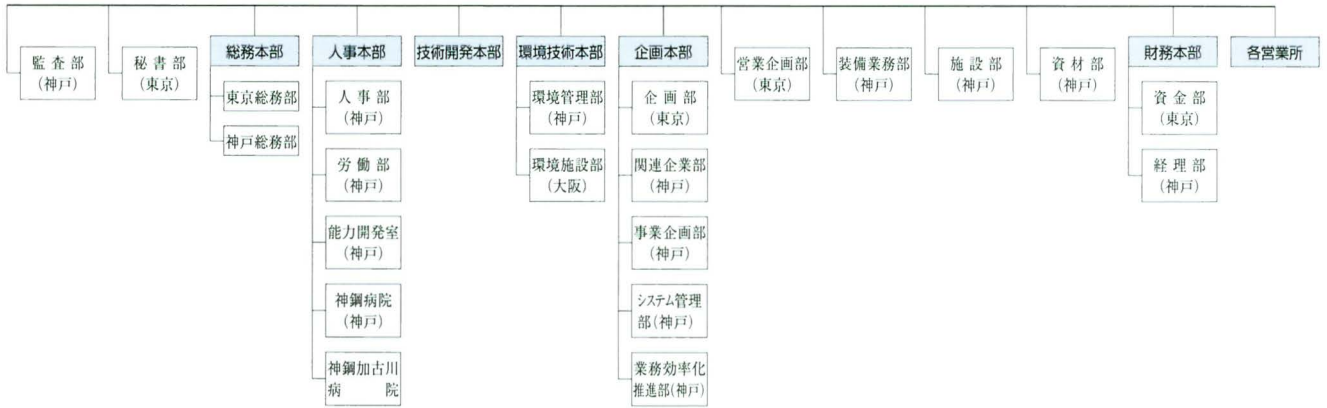 監査部
(神戸)
秘書部
(東京)
総務本部
東京総務部
神戸総務部
人事本部
人事部
(神戸)
労働部
(神戸)
能力開発室
(神戸)
神鋼病院
(神戸)
神鋼加古川
病院
技術開発本部
環境技術本部
環境管理部
(神戸)
環境施設部
(大阪)
企画本部
企画部
(東京)
関連企業部
(神戸)
事業企画部
(神戸)
システム管理
部(神戸)
業務効率化
推進部(神戸)
営業企画部
(東京)
装備業務部
(神戸)
施設部
(神戸)
資材部
(神戸)
財務本部
資金部
(東京)
経理部
(神戸)
各営業所